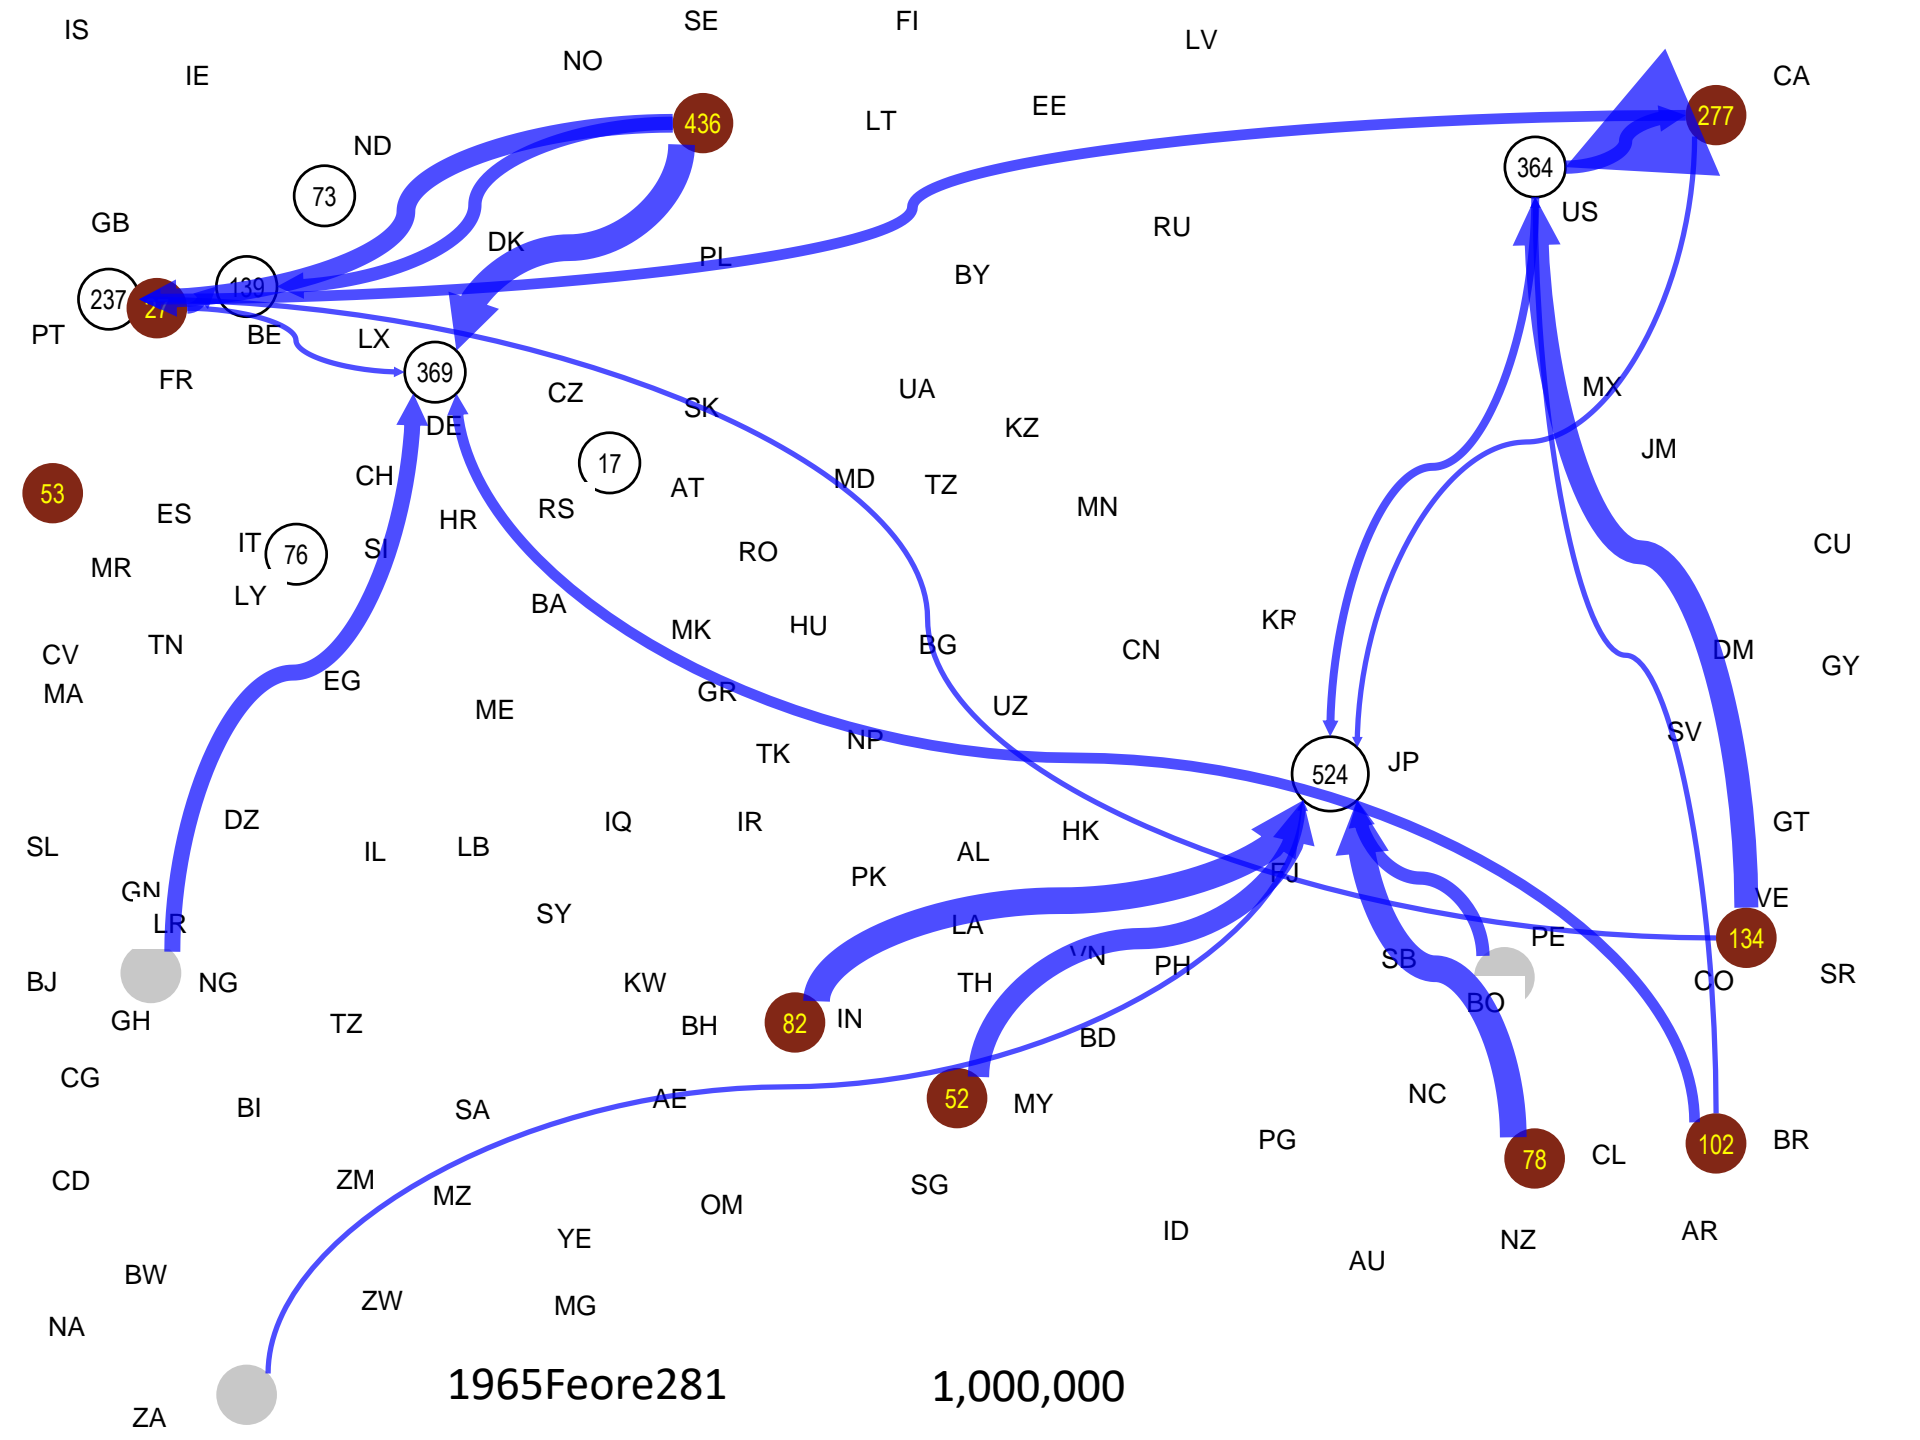 IS
SE
FI
LV
NO
IE
CA
EE
LT
277
436
ND
364
73
US
GB
RU
DK
PL
BY
139
237
27
PT
BE
LX
369
FR
MX
UA
CZ
SK
DE
KZ
JM
17
CH
MD
TZ
AT
53
MN
RS
ES
HR
IT
SI
76
RO
CU
MR
LY
BA
KR
HU
MK
TN
BG
CN
DM
CV
GY
EG
MA
GR
UZ
ME
SV
NP
TK
JP
524
DZ
IQ
IR
GT
HK
SL
LB
IL
AL
FJ
PK
GN
VE
SY
LR
LA
PE
134
VN
SB
PH
SR
CO
BJ
NG
KW
TH
BO
GH
TZ
BH
82
IN
BD
CG
NC
52
MY
AE
BI
SA
PG
BR
102
CL
78
CD
ZM
SG
MZ
OM
ID
AR
YE
NZ
AU
BW
ZW
MG
NA
1965Feore281
1,000,000
ZA